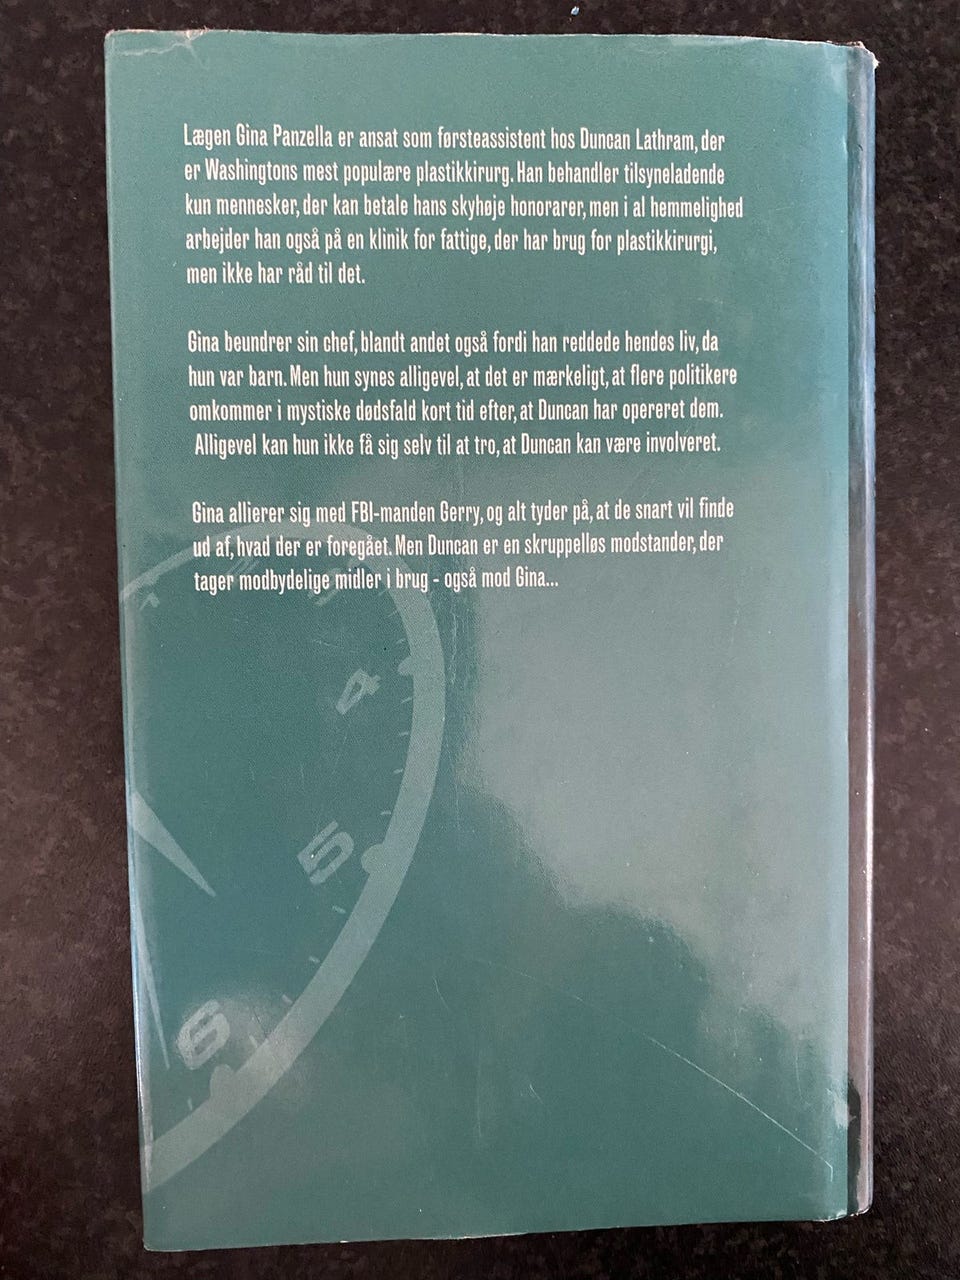 Lægen Gina Panzella er ansat som førsteassistent hos Duncan Lathram, der
er Washingtons mest populære plastikkirurg. Han behandler tilsyneladende
kun mennesker, der kan betale hans skyhøje honorarer, men i al hemmelighed
arbejder han også på en klinik for fattige, der har brug for plastikkirurgi,
men ikke har råd til det.
Gina beundrer sin chef, blandt andet også fordi han reddede hendes liv, da
hun var barn. Men hun synes alligevel, at det er mærkeligt, at flere politikere
omkommer i mystiske dødsfald kort tid efter, at Duncan har opereret dem.
Alligevel kan hun ikke få sig selv til at tro, at Duncan kan være involveret.
Gina allierer sig med FBI-manden Gerry, og alt tyder på, at de snart vil finde
ud af, hvad der er foregået. Men Duncan er en skruppelløs modstander, der
tager modbydelige midler i brug - også mod Gina...
3
4
5
6